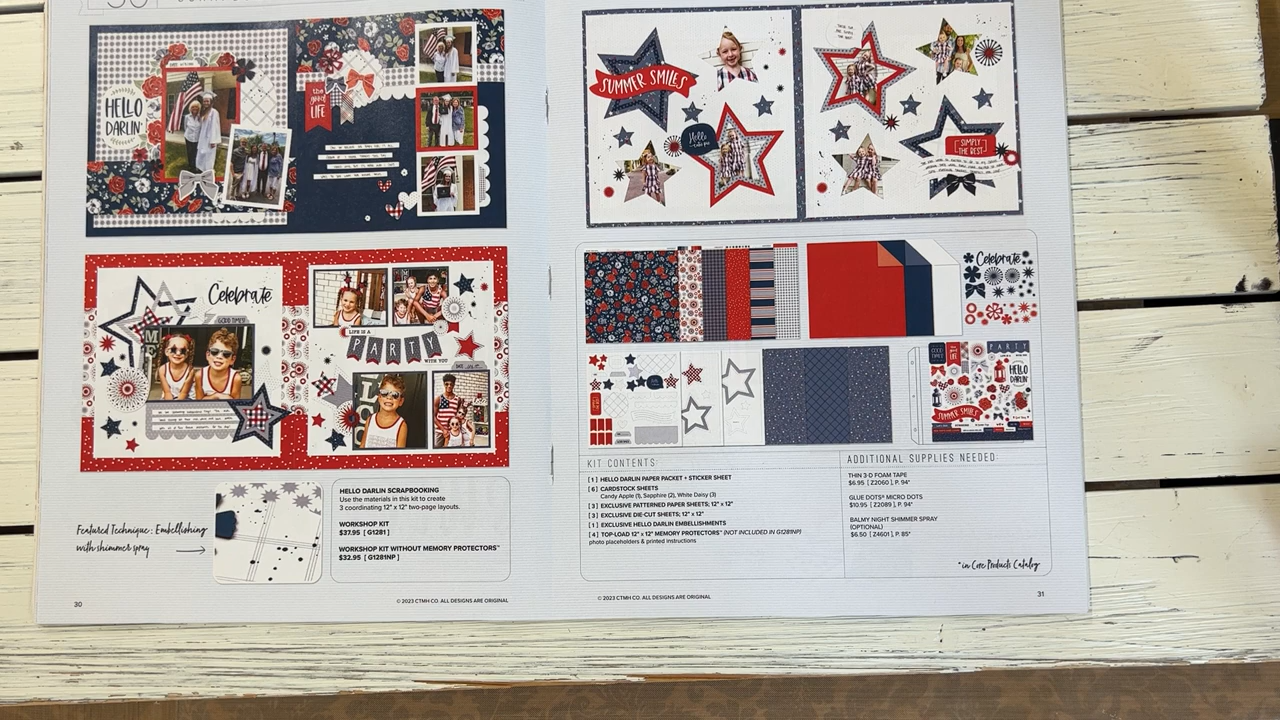 HELLO
DARLIN'
the
good
LIFE
SUMMER SMILES
Hello
SIMPLY
THE BEST
Celebrate
GOOD TIMES
LIFE IS A
PARTY
WITH YOU
Celebrate
PARTY
HELLO
DARLIN'
SUMMER SMILES
Featured Technique: Embellishing
with shimmer spray
HELLO DARLIN SCRAPBOOKING
Use the materials in this kit to create
3 coordinating 12" x 12" two-page layouts.
WORKSHOP KIT
$37.95 [ G1281 ]
WORKSHOP KIT WITHOUT MEMORY PROTECTORS™
$32.95 [ G1281NP ]
30
© 2023 CTMH CO. ALL DESIGNS ARE ORIGINAL
KIT CONTENTS:
[ 1 ] HELLO DARLIN PAPER PACKET + STICKER SHEET
[ 6 ] CARDSTOCK SHEETS
Candy Apple (1), Sapphire (2), White Daisy (3)
[ 3 ] EXCLUSIVE PATTERNED PAPER SHEETS; 12" x 12"
[ 3 ] EXCLUSIVE DIE-CUT SHEETS; 12" x 12"
[ 1 ] EXCLUSIVE HELLO DARLIN EMBELLISHMENTS
[ 4 ] TOP-LOAD 12" x 12" MEMORY PROTECTORS™ (NOT INCLUDED IN G1281NP)
photo placeholders & printed instructions
ADDITIONAL SUPPLIES NEEDED:
THIN 3-D FOAM TAPE
$6.95 [ Z2060 ], P. 94*
GLUE DOTS® MICRO DOTS
$10.95 [ Z2089 ], P. 94*
BALMY NIGHT SHIMMER SPRAY
(OPTIONAL)
$6.50 [ Z4601 ], P. 85*
*in Core Products Catalog
© 2023 CTMH CO. ALL DESIGNS ARE ORIGINAL
31